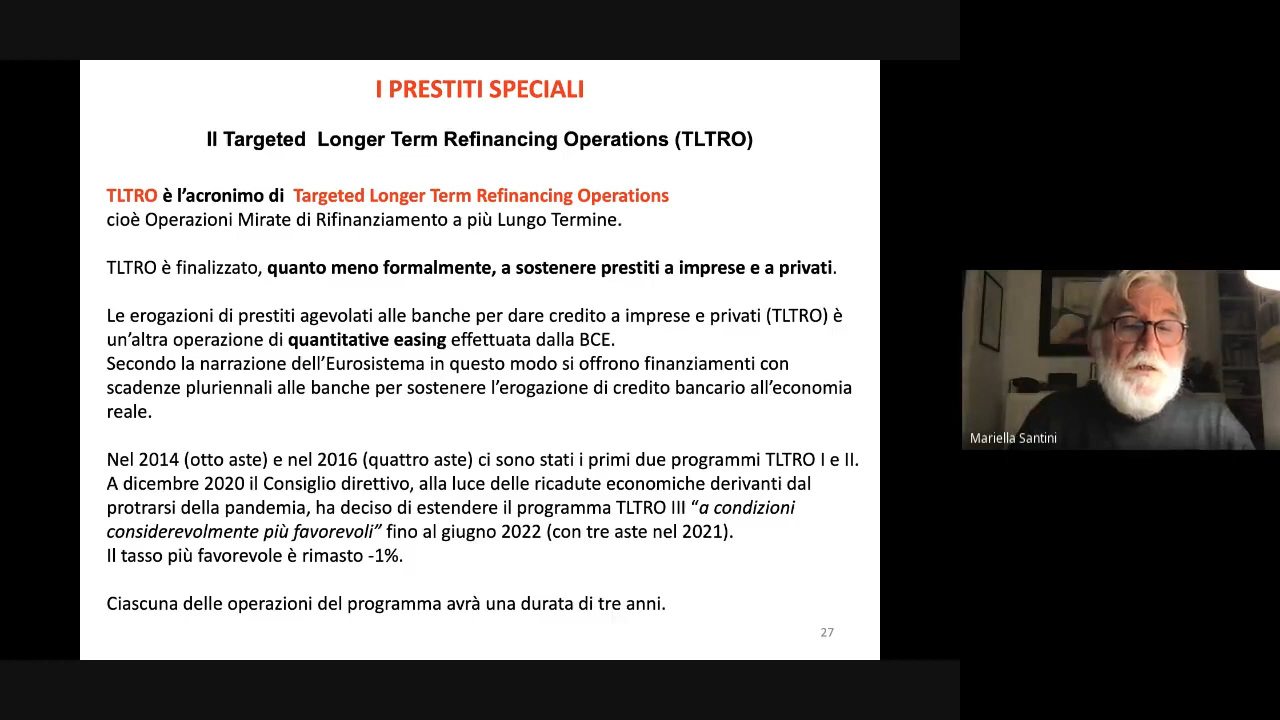 I PRESTITI SPECIALI
Il Targeted Longer Term Refinancing Operations (TLTRO)
TLTRO è l’acronimo di Targeted Longer Term Refinancing Operations
cioè Operazioni Mirate di Rifinanziamento a più Lungo Termine.
TLTRO è finalizzato, quanto meno formalmente, a sostenere prestiti a imprese e a privati.
Le erogazioni di prestiti agevolati alle banche per dare credito a imprese e privati (TLTRO) è
un’altra operazione di quantitative easing effettuata dalla BCE.
Secondo la narrazione dell’Eurosistema in questo modo si offrono finanziamenti con
scadenze pluriennali alle banche per sostenere l’erogazione di credito bancario all’economia
reale.
Nel 2014 (otto aste) e nel 2016 (quattro aste) ci sono stati i primi due programmi TLTRO I e II.
A dicembre 2020 il Consiglio direttivo, alla luce delle ricadute economiche derivanti dal
protrarsi della pandemia, ha deciso di estendere il programma TLTRO III “a condizioni
considerevolmente più favorevoli” fino al giugno 2022 (con tre aste nel 2021).
Il tasso più favorevole è rimasto -1%.
Ciascuna delle operazioni del programma avrà una durata di tre anni.
27
Mariella Santini